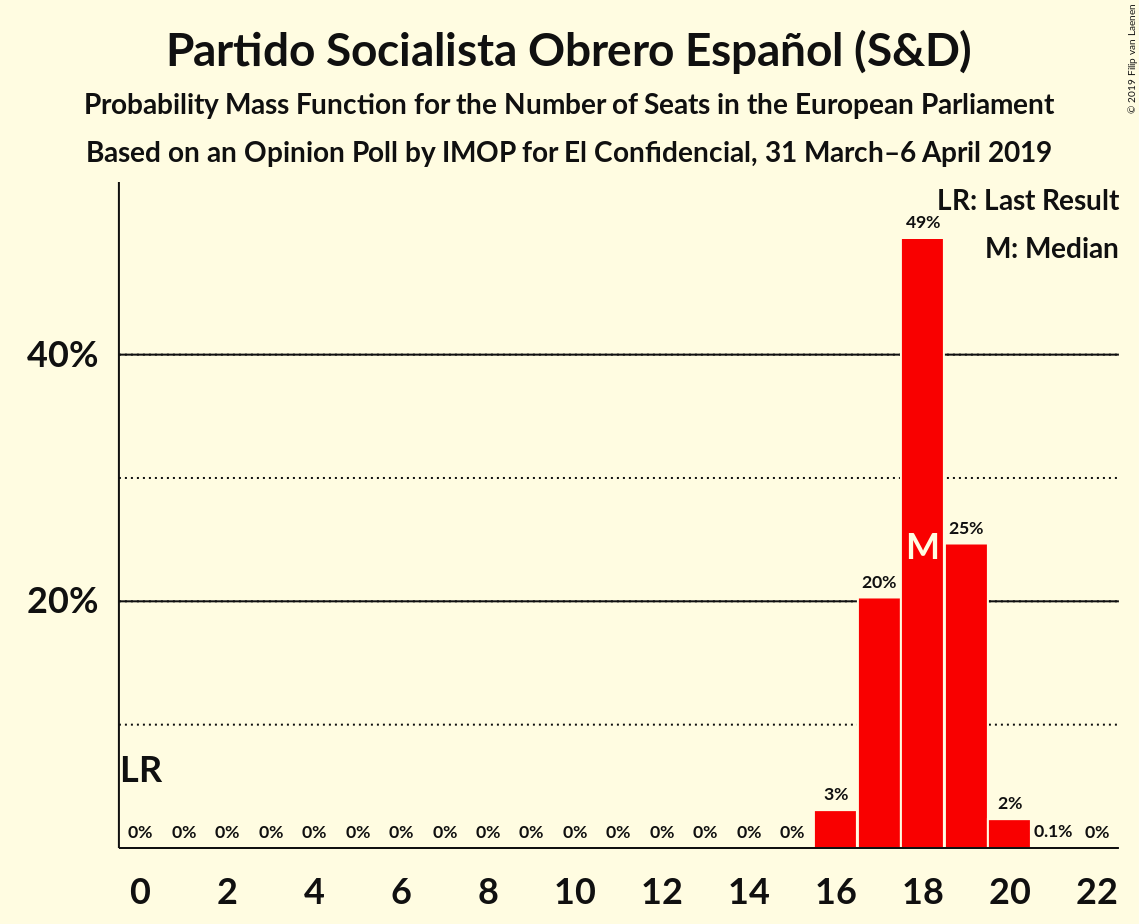 Partido Socialista Obrero Español (S&D)
Probability Mass Function for the Number of Seats in the European Parliament
Based on an Opinion Poll by IMOP for El Confidencial, 31 March–6 April 2019
© 2019 Filip van Laenen
LR: Last Result
M: Median
49%
40%
M
25%
20%
20%
LR
3%
2%
0% 0% 0% 0% 0% 0% 0% 0% 0% 0% 0% 0% 0% 0% 0% 0% 0.1% 0%
0 2 4 6 8 10 12 14 16 18 20 22